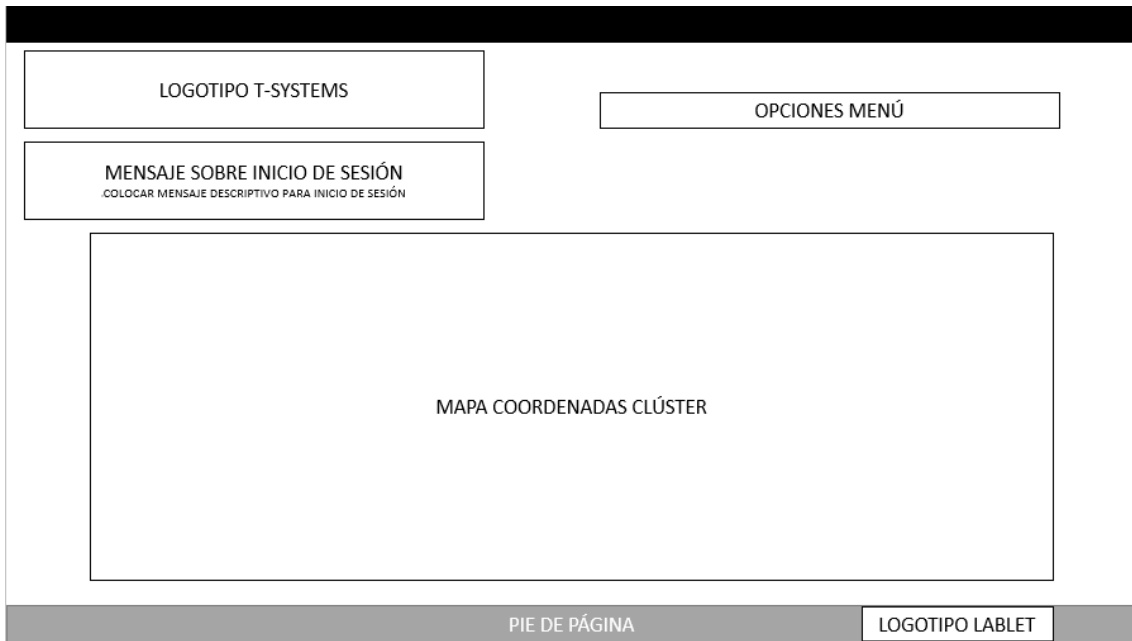 LOGOTIPO T-SYSTEMS
OPCIONES MENÚ
MENSAJE SOBRE INICIO DE SESIÓN
.COLOCAR MENSAJE DESCRIPTIVO PARA INICIO DE SESIÓN
MAPA COORDENADAS CLÚSTER
PIE DE PÁGINA
LOGOTIPO LABLET